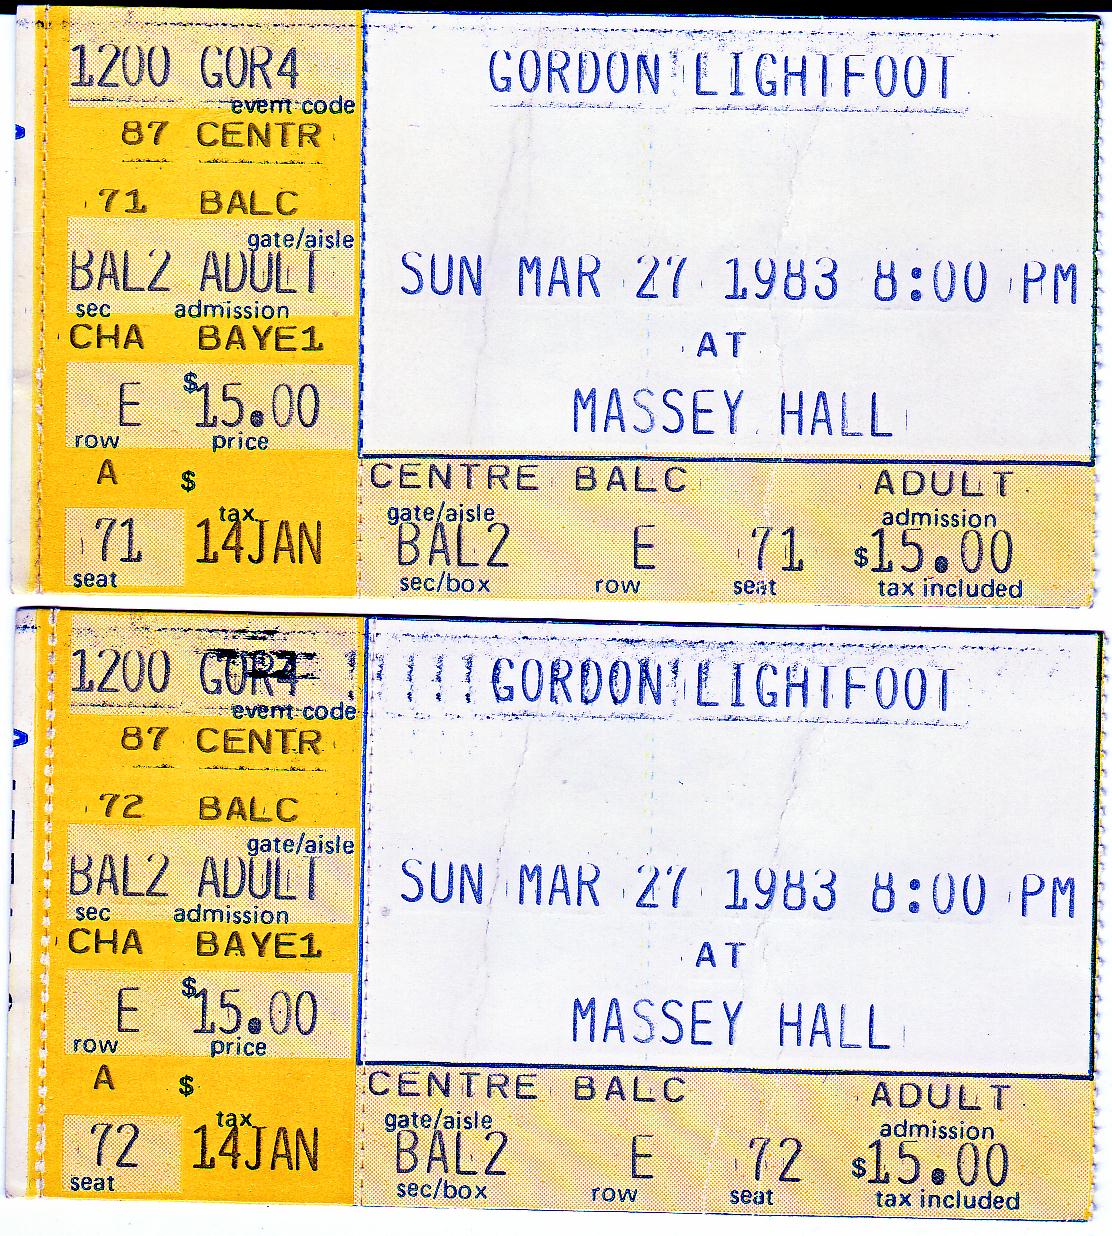 1200 GOR4
event code
87 CENTR
71 BALC
gate/aisle
BAL2 ADULT
sec admission
CHA BAYE1
E $15.00
row price
A $
tax
71 14JAN
seat
GORDON LIGHTFOOT
SUN MAR 27 1983 8:00 PM
AT
MASSEY HALL
CENTRE BALC ADULT
gate/aisle admission
BAL2 E 71 $15.00
sec/box row seat tax included
1200 GOR4
event code
87 CENTR
72 BALC
gate/aisle
BAL2 ADULT
sec admission
CHA BAYE1
E $15.00
row price
A $
tax
72 14JAN
seat
!!!!GORDON LIGHTFOOT
SUN MAR 27 1983 8:00 PM
AT
MASSEY HALL
CENTRE BALC ADULT
gate/aisle admission
BAL2 E 72 $15.00
sec/box row seat tax included